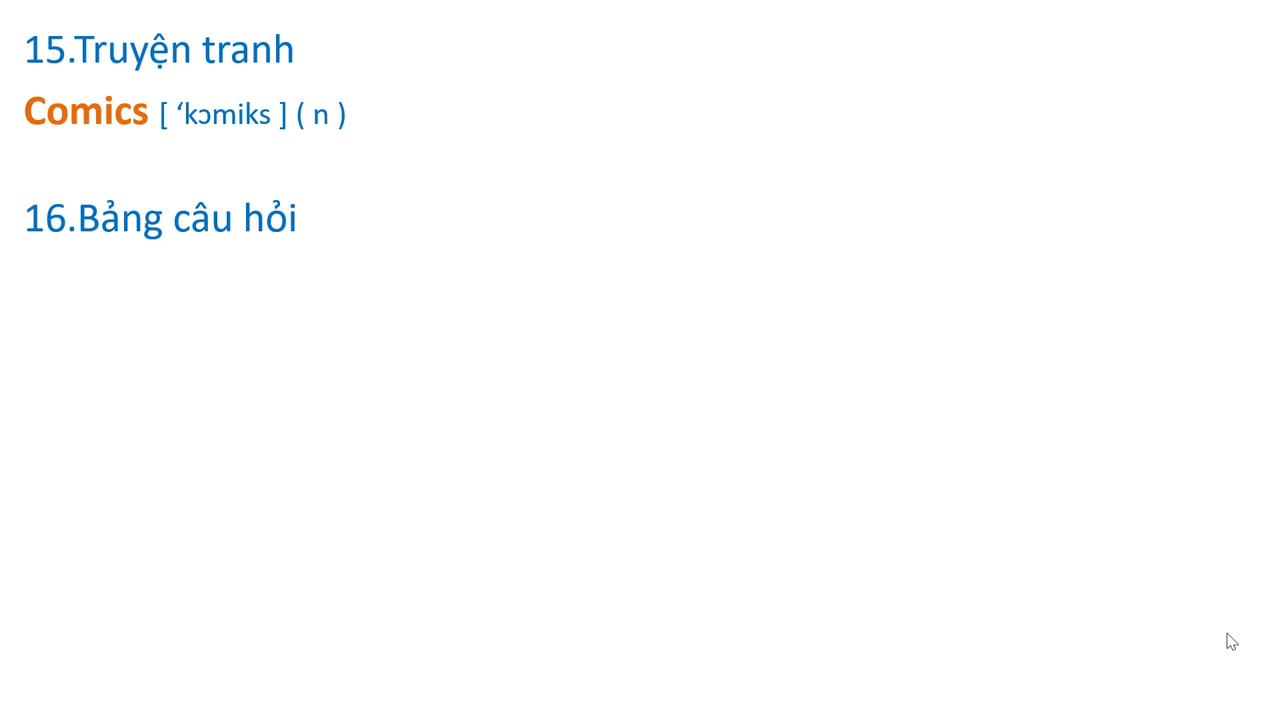 15.Truyện tranh
Comics [ ‘kɔmiks ] ( n )
16.Bảng câu hỏi